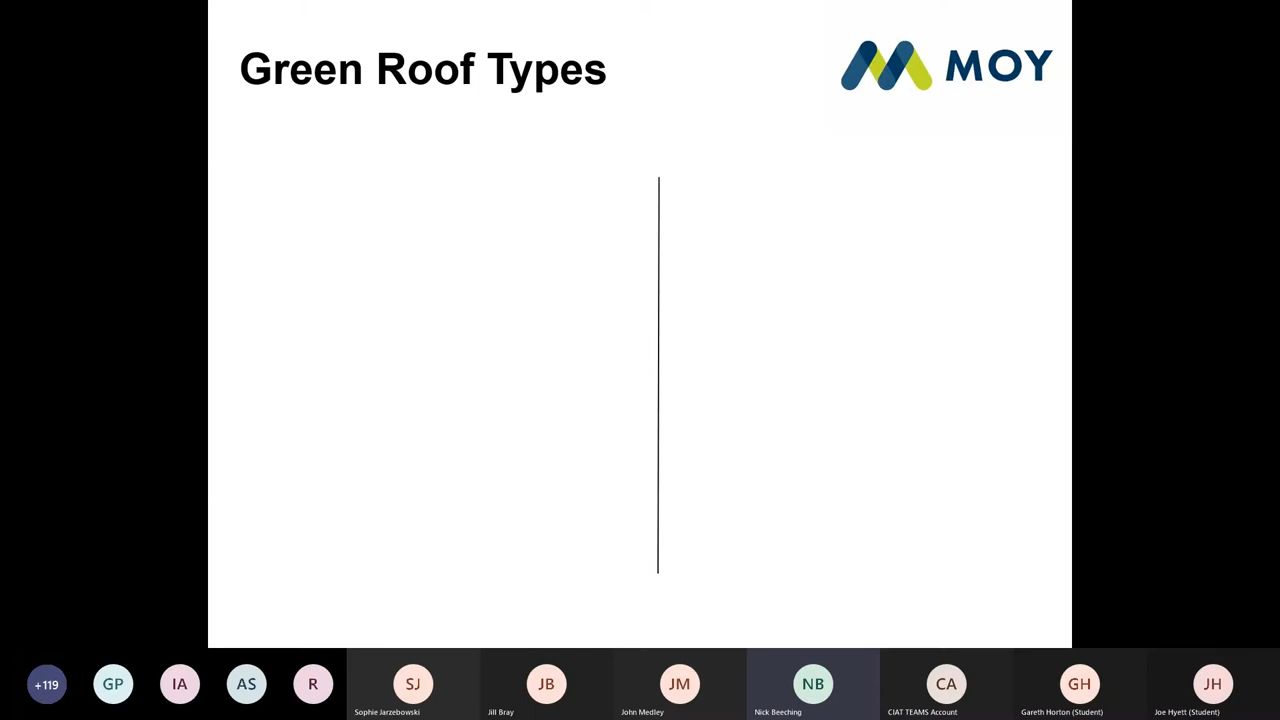 Green Roof Types
MOY
+119
GP
IA
AS
R
SJ
JB
JM
NB
CA
GH
JH
Sophie Jarzebowski
Jill Bray
John Medley
Nick Beeching
CIAT TEAMS Account
Gareth Horton (Student)
Joe Hyett (Student)